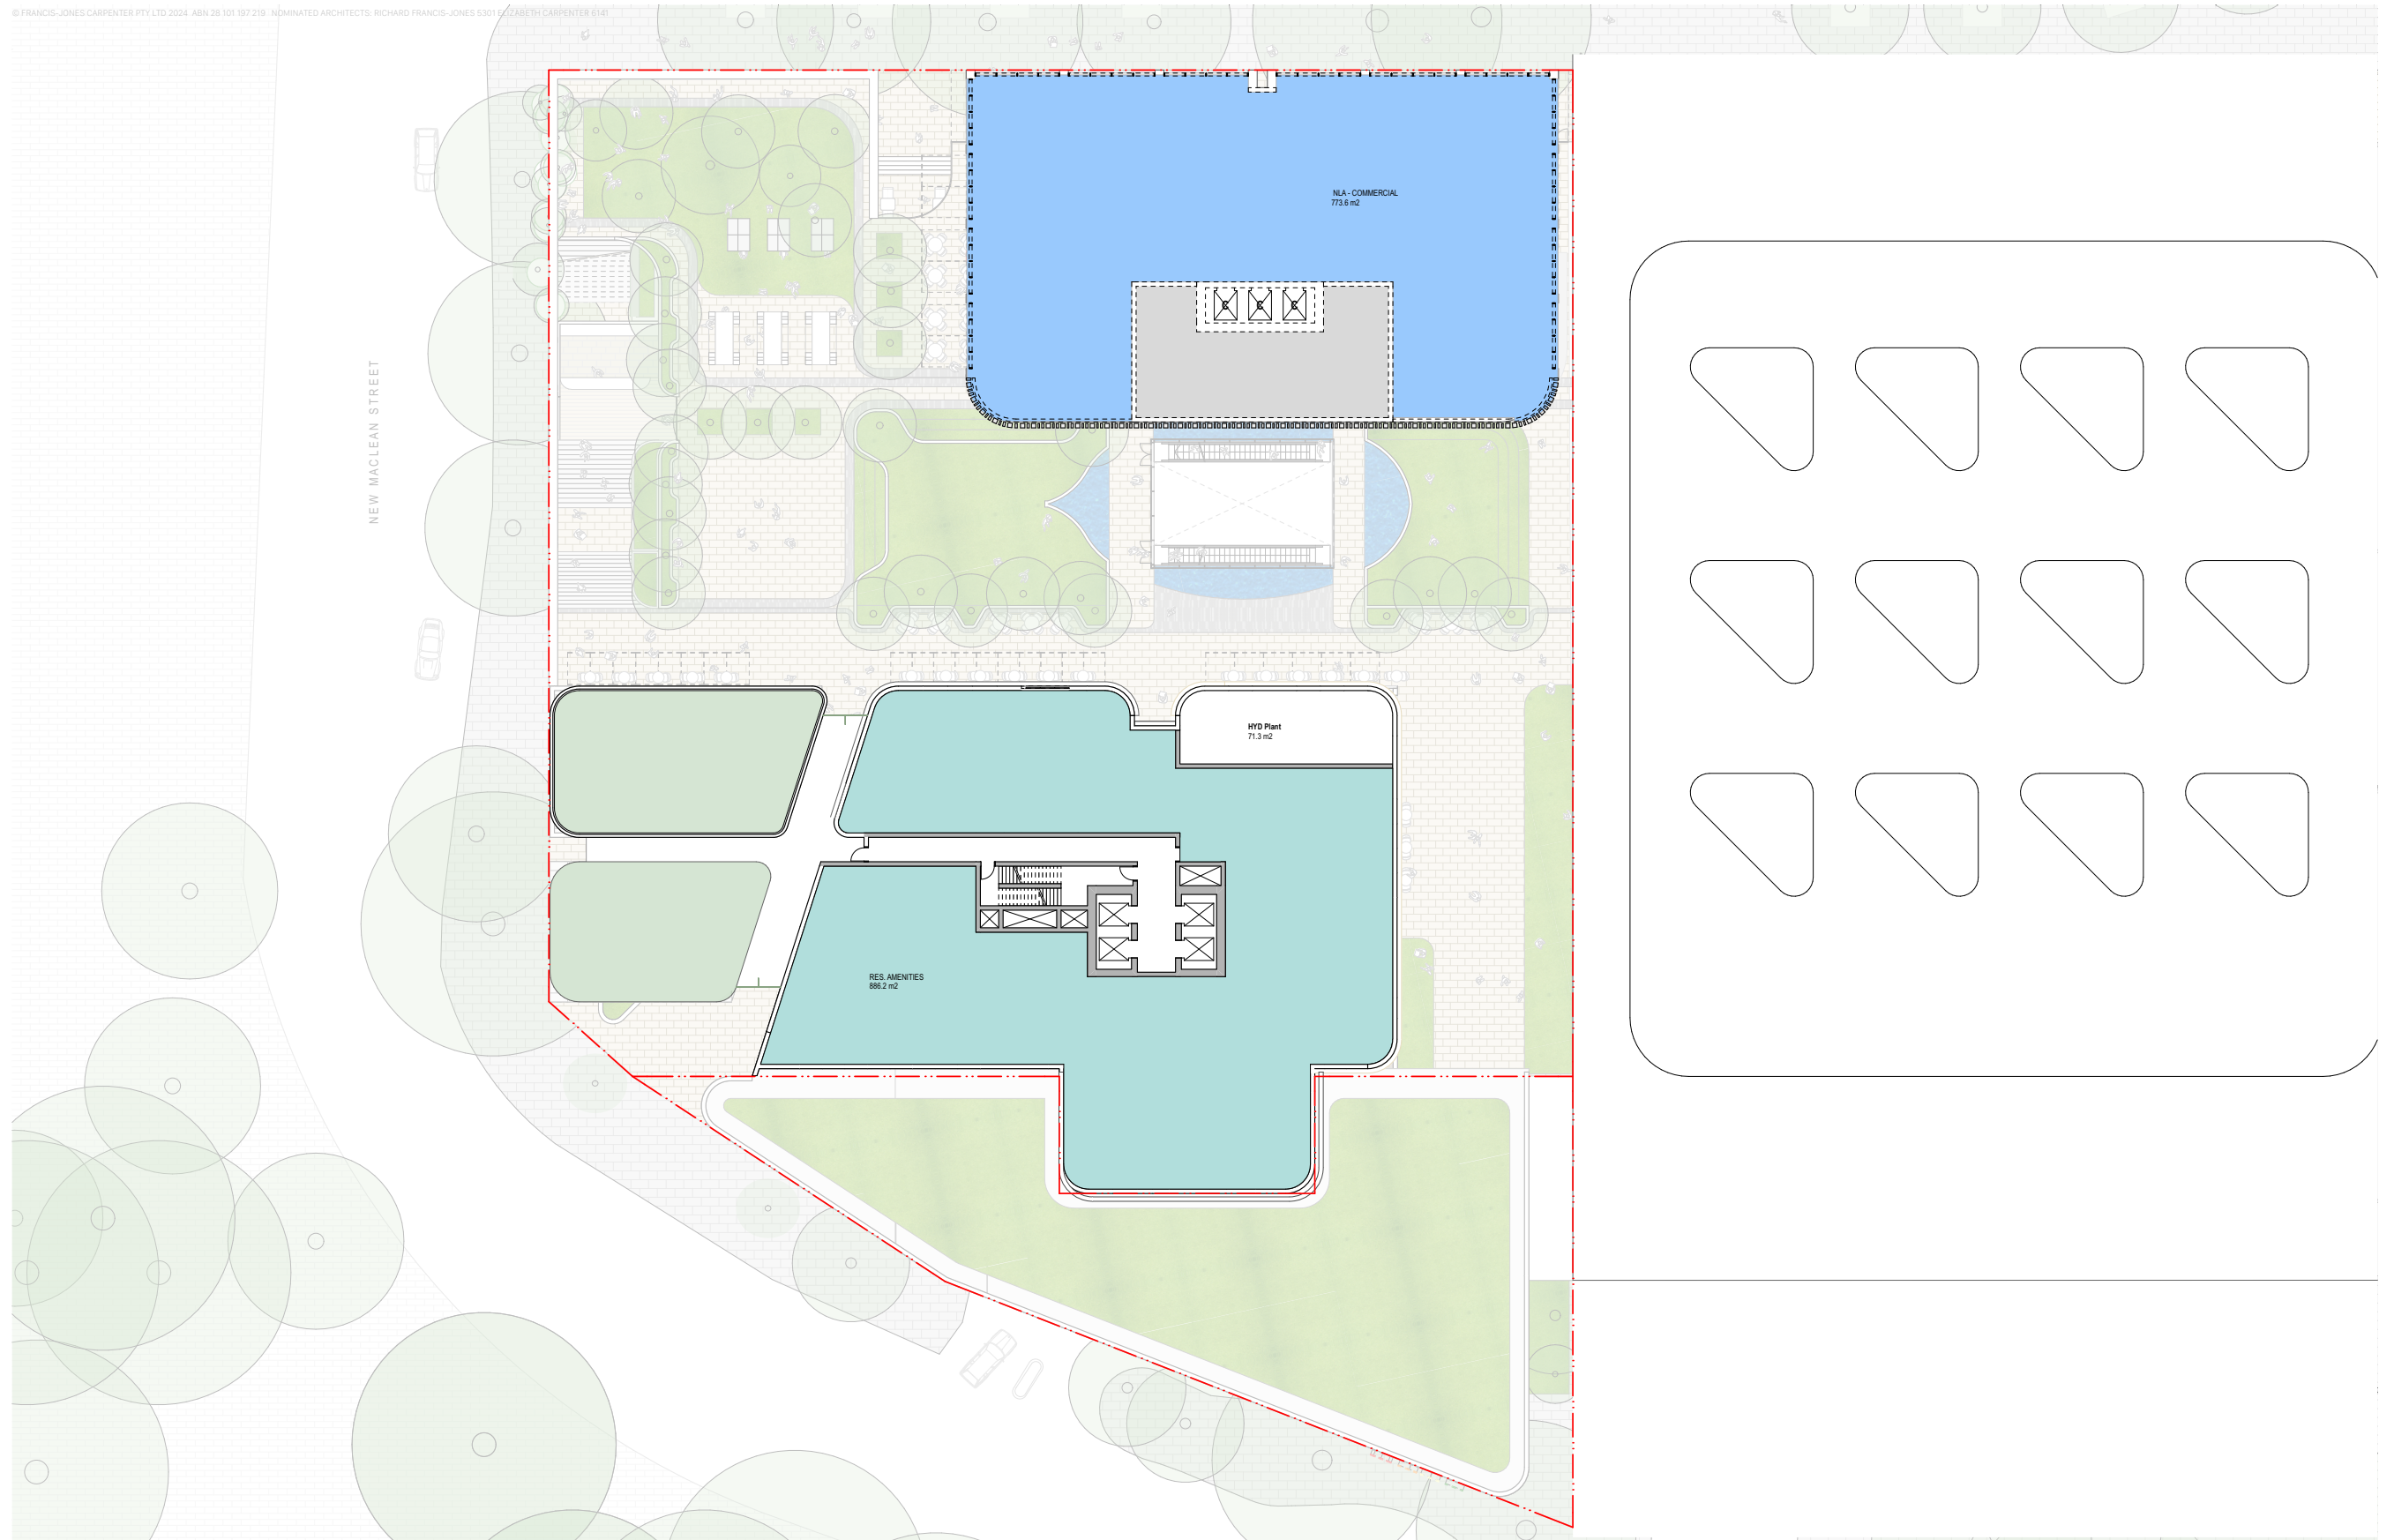 © FRANCIS-JONES CARPENTER PTY LTD 2024 ABN 28 101 197 219 NOMINATED ARCHITECTS: RICHARD FRANCIS-JONES 5301 ELIZABETH CARPENTER 6141
NLA - COMMERCIAL
773.6 m2
NEW MACLEAN STREET
HYD Plant
71.3 m2
RES. AMENITIES
886.2 m2